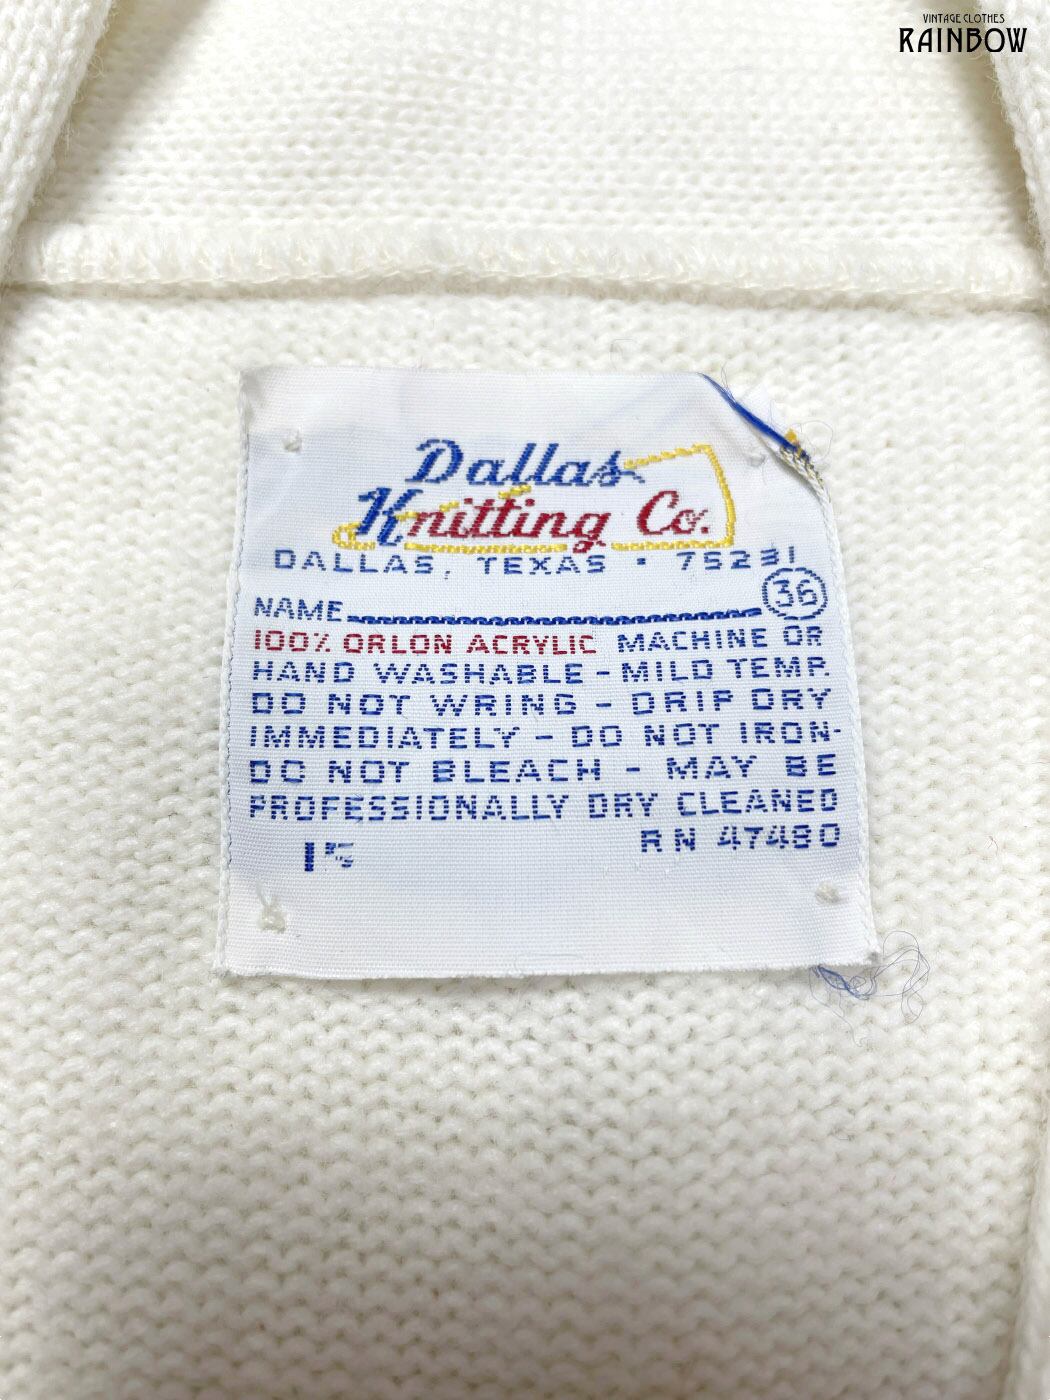 VINTAGE CLOTHES
RAINBOW
Dallas
Knitting Co.
DALLAS, TEXAS · 75231
NAME 36
100% ORLON ACRYLIC MACHINE OR
HAND WASHABLE - MILD TEMP.
DO NOT WRING - DRIP DRY
IMMEDIATELY - DO NOT IRON-
DO NOT BLEACH - MAY BE
PROFESSIONALLY DRY CLEANED
RN 47480